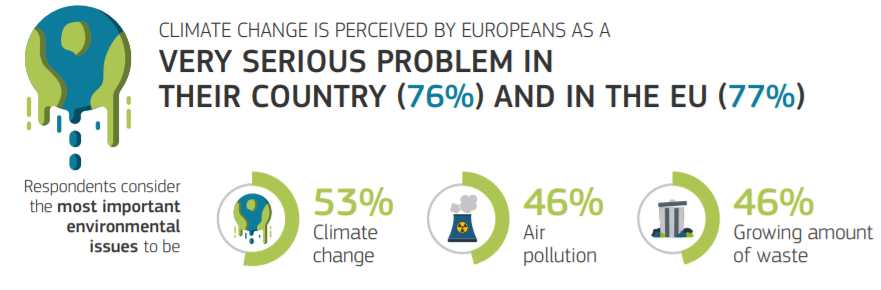 CLIMATE CHANGE IS PERCEIVED BY EUROPEANS AS A
VERY SERIOUS PROBLEM IN
THEIR COUNTRY (76%) AND IN THE EU (77%)
Respondents consider
the most important
environmental
issues to be
53%
Climate
change
46%
Air
pollution
46%
Growing amount
of waste